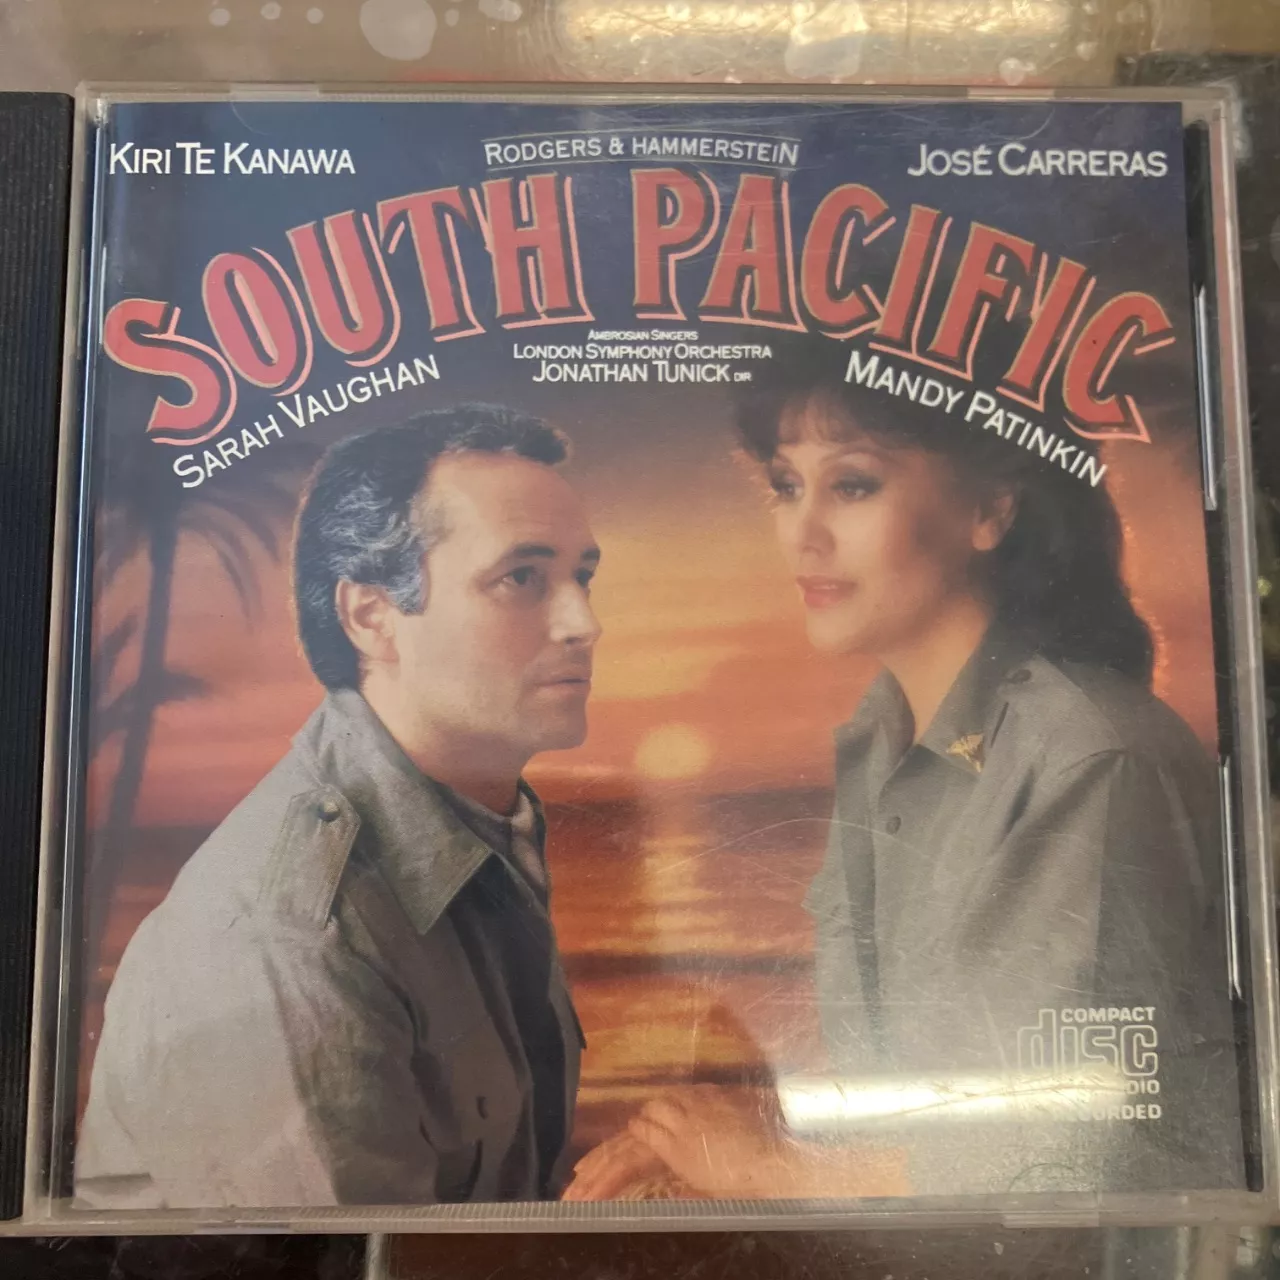 KIRI TE KANAWA
RODGERS & HAMMERSTEIN
JOSÉ CARRERAS
SOUTH PACIFIC
AMBROSIAN SINGERS
LONDON SYMPHONY ORCHESTRA
JONATHAN TUNICK DIR
SARAH VAUGHAN
MANDY PATINKIN
COMPACT
disc